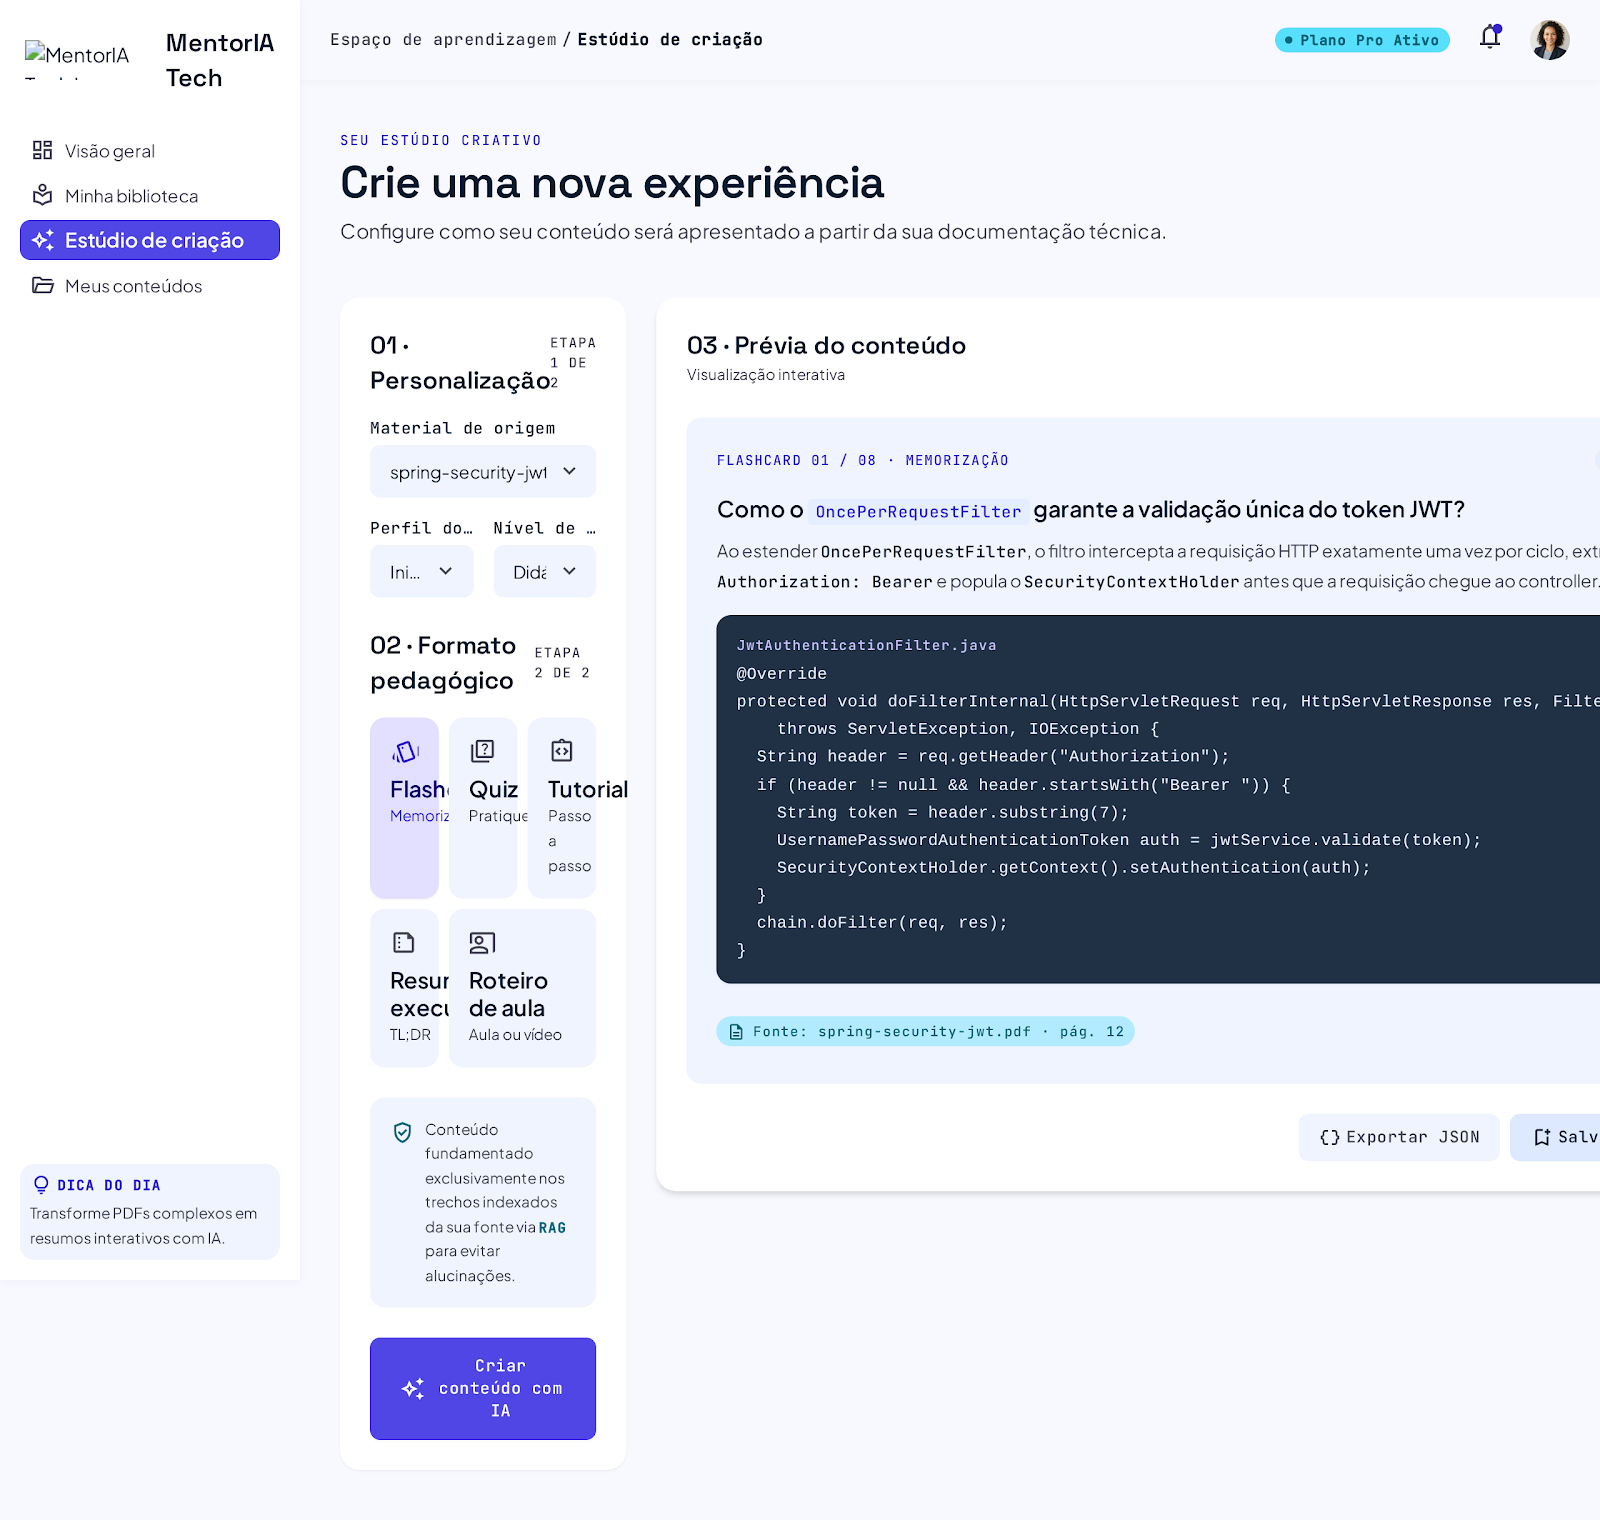 MentorIA
MentorIA
Tech
Espaço de aprendizagem / Estúdio de criação
Plano Pro Ativo
Visão geral
Minha biblioteca
Estúdio de criação
Meus conteúdos
DICA DO DIA
Transforme PDFs complexos em
resumos interativos com IA.
SEU ESTÚDIO CRIATIVO
Crie uma nova experiência
Configure como seu conteúdo será apresentado a partir da sua documentação técnica.
01 ·
Personalização
ETAPA
1 DE
2
Material de origem
spring-security-jwt
Perfil do…
Nível de …
Ini…
Didá
02 · Formato
pedagógico
ETAPA
2 DE 2
Flash
Memoriz
Quiz
Pratique
Tutorial
Passo
a
passo
Resu
exec
TL;DR
Roteiro
de aula
Aula ou vídeo
Conteúdo
fundamentado
exclusivamente nos
trechos indexados
da sua fonte via RAG
para evitar
alucinações.
Criar
conteúdo com
IA
03 · Prévia do conteúdo
Visualização interativa
FLASHCARD 01 / 08 · MEMORIZAÇÃO
Como o OncePerRequestFilter garante a validação única do token JWT?
Ao estender OncePerRequestFilter, o filtro intercepta a requisição HTTP exatamente uma vez por ciclo, ext
Authorization: Bearer e popula o SecurityContextHolder antes que a requisição chegue ao controller.
JwtAuthenticationFilter.java
@Override
protected void doFilterInternal(HttpServletRequest req, HttpServletResponse res, Filte
throws ServletException, IOException {
String header = req.getHeader("Authorization");
if (header != null && header.startsWith("Bearer ")) {
String token = header.substring(7);
UsernamePasswordAuthenticationToken auth = jwtService.validate(token);
SecurityContextHolder.getContext().setAuthentication(auth);
}
chain.doFilter(req, res);
}
Fonte: spring-security-jwt.pdf · pág. 12
Exportar JSON
Salv